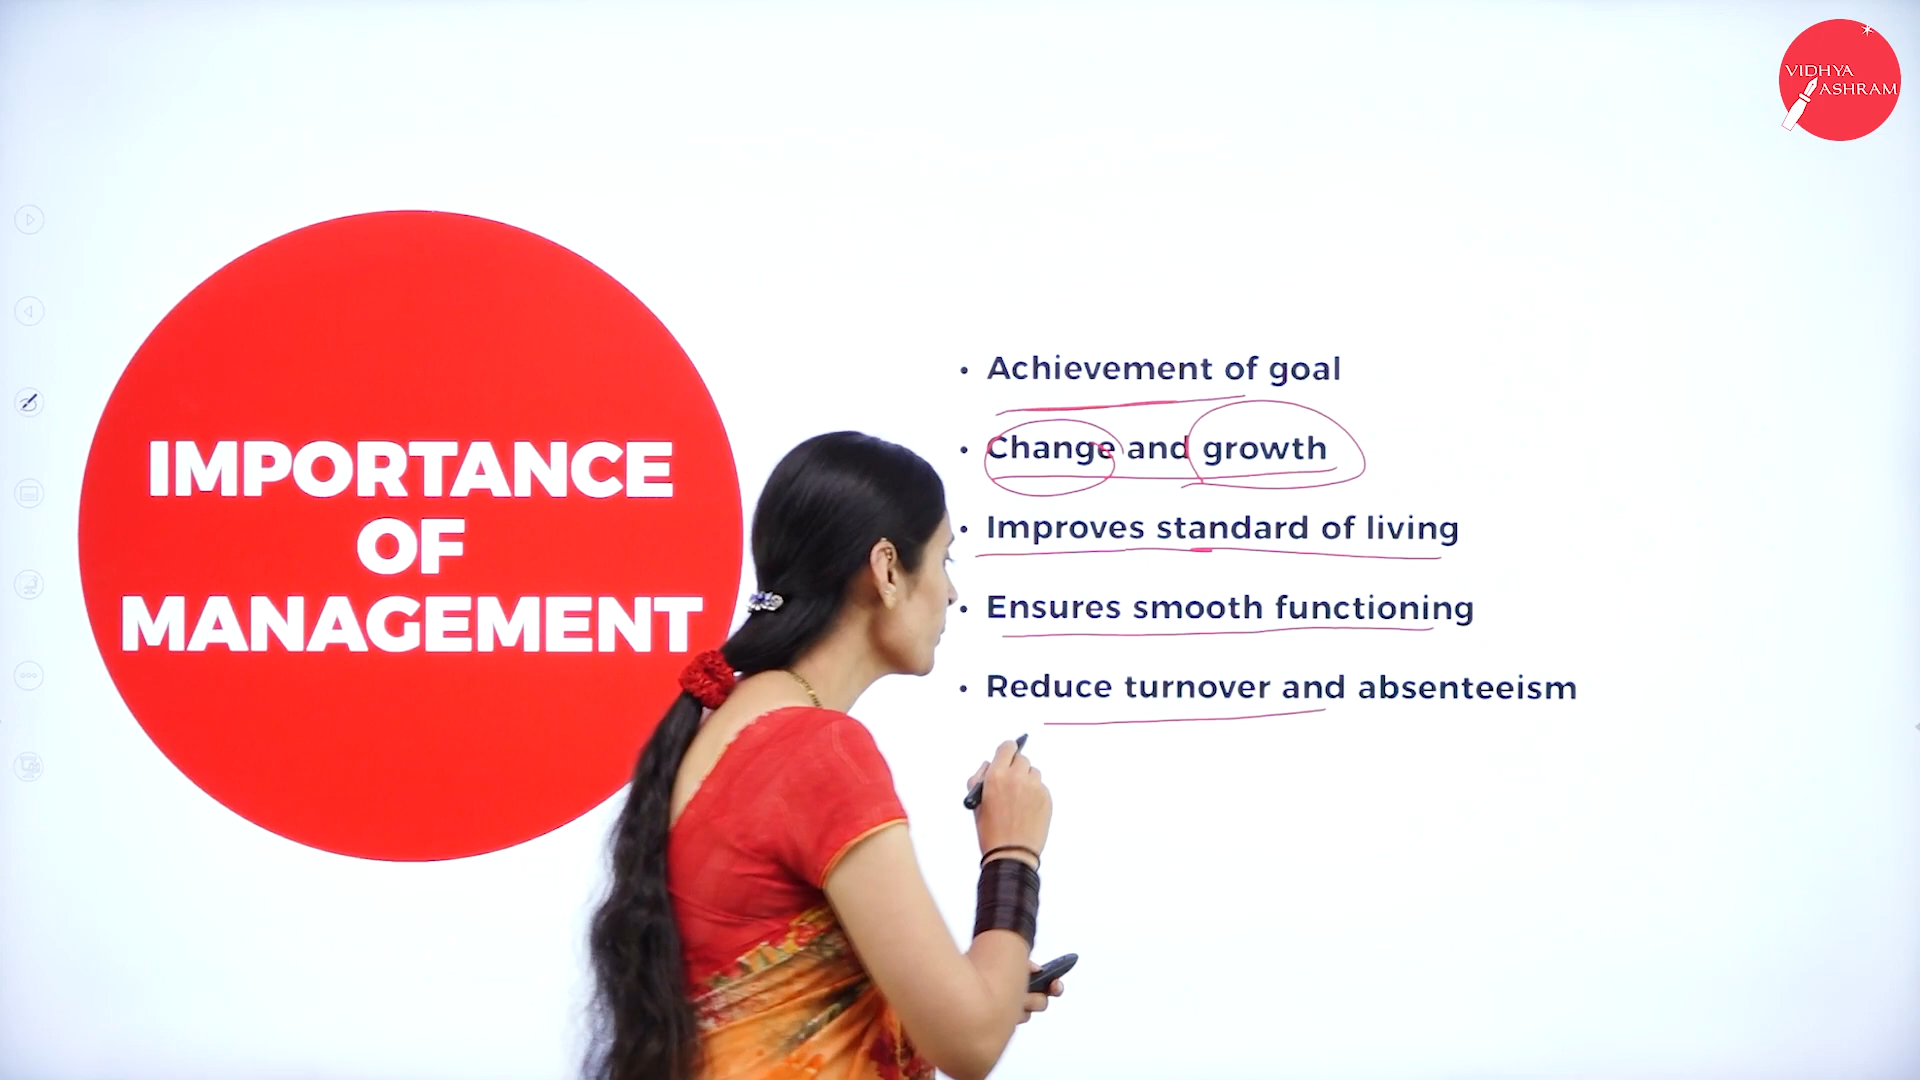 VIDHYA
ASHRAM
IMPORTANCE
OF
MANAGEMENT
• Achievement of goal
• Change and growth
• Improves standard of living
• Ensures smooth functioning
• Reduce turnover and absenteeism